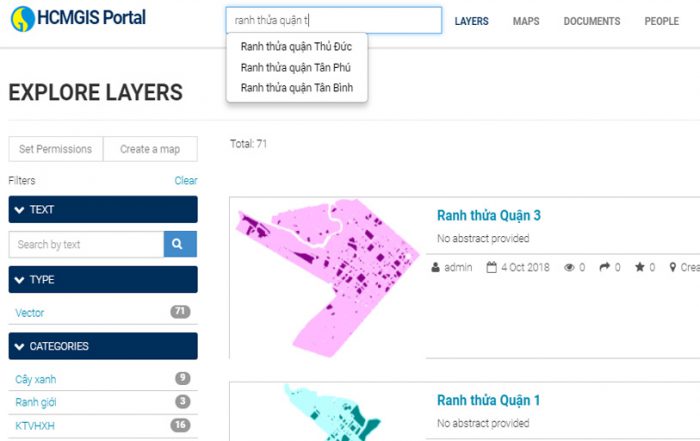 HCMGIS Portal
ranh thửa quận t
LAYERS
MAPS
DOCUMENTS
PEOPLE
Ranh thửa quận Thủ Đức
Ranh thửa quận Tân Phú
Ranh thửa quận Tân Bình
EXPLORE LAYERS
Set Permissions
Create a map
Total: 71
Filters
Clear
TEXT
Search by text
TYPE
Vector
71
CATEGORIES
Cây xanh
9
Ranh giới
3
KTVHXH
16
Ranh thửa Quận 3
No abstract provided
admin
4 Oct 2018
0
0
0
Crea
Ranh thửa Quận 1
No abstract provided